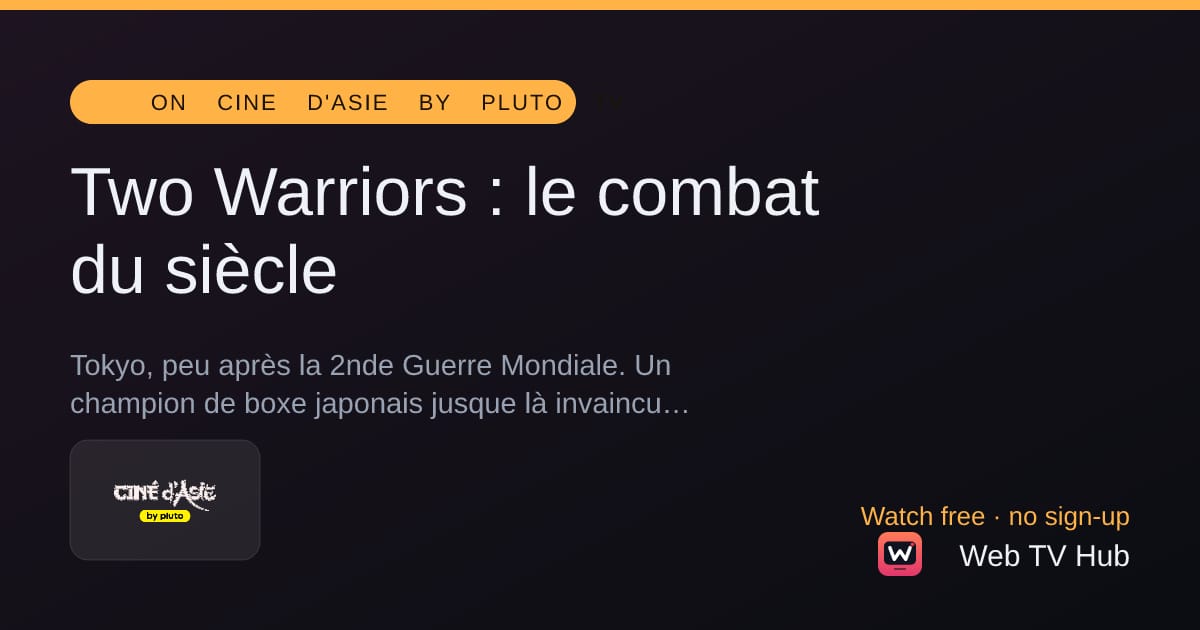 ON CINE D'ASIE BY PLUTO TV
Two Warriors : le combat
du siècle
Tokyo, peu après la 2nde Guerre Mondiale. Un
champion de boxe japonais jusque là invaincu…
CINÉ d'Asie
by pluto
Watch free · no sign-up
W
Web TV Hub